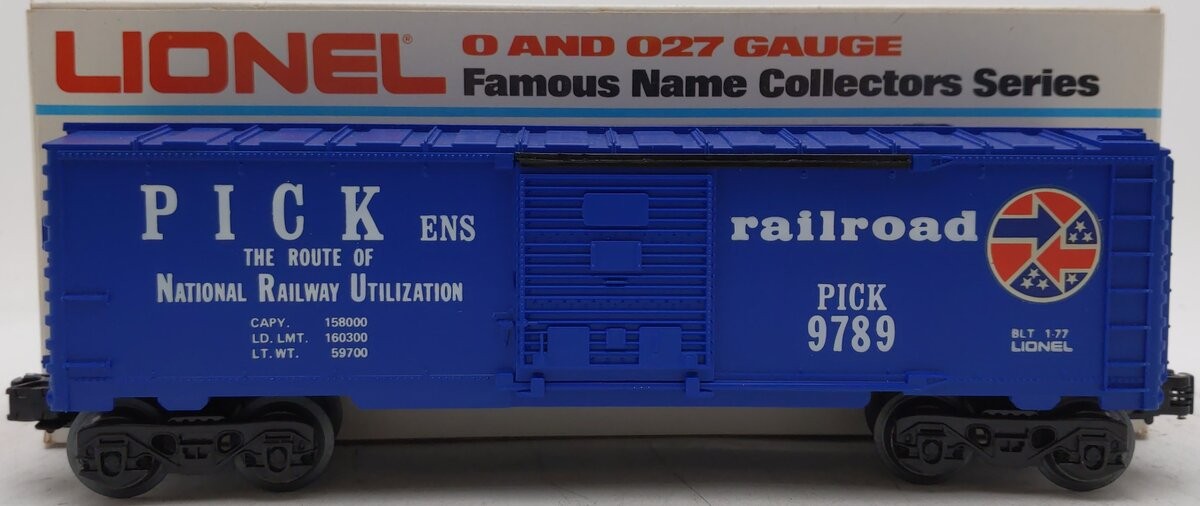 LIONEL®
O AND O27 GAUGE
Famous Name Collectors Series
PICK ENS
THE ROUTE OF
NATIONAL RAILWAY UTILIZATION
CAPY. 158000
LD. LMT. 160300
LT. WT. 59700
railroad
PICK
9789
BLT 1-77
LIONEL